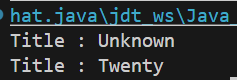 hat.java\jdt_ws\Java_
Title : Unknown
Title : Twenty